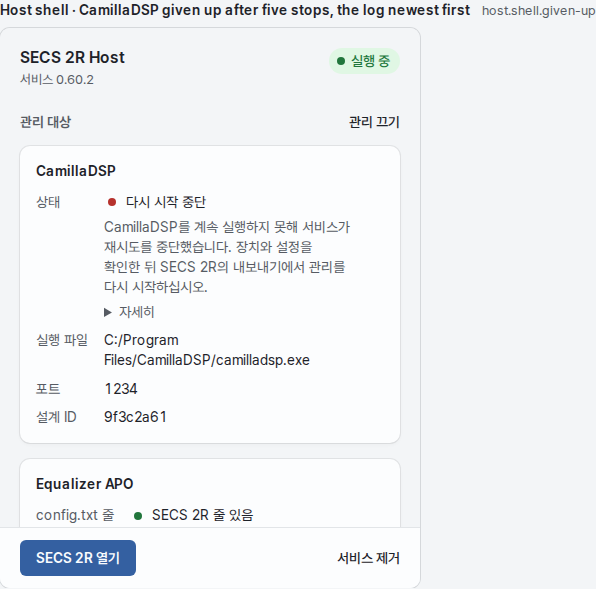 Host shell · CamillaDSP given up after five stops, the log newest first host.shell.given-up
SECS 2R Host
실행 중
서비스 0.60.2
관리 대상 관리 끄기
CamillaDSP
상태 다시 시작 중단
CamillaDSP를 계속 실행하지 못해 서비스가
재시도를 중단했습니다. 장치와 설정을
확인한 뒤 SECS 2R의 내보내기에서 관리를
다시 시작하십시오.
▶ 자세히
실행 파일 C:/Program
Files/CamillaDSP/camilladsp.exe
포트 1234
설계 ID 9f3c2a61
Equalizer APO
config.txt 줄 SECS 2R 줄 있음
SECS 2R 열기 서비스 제거